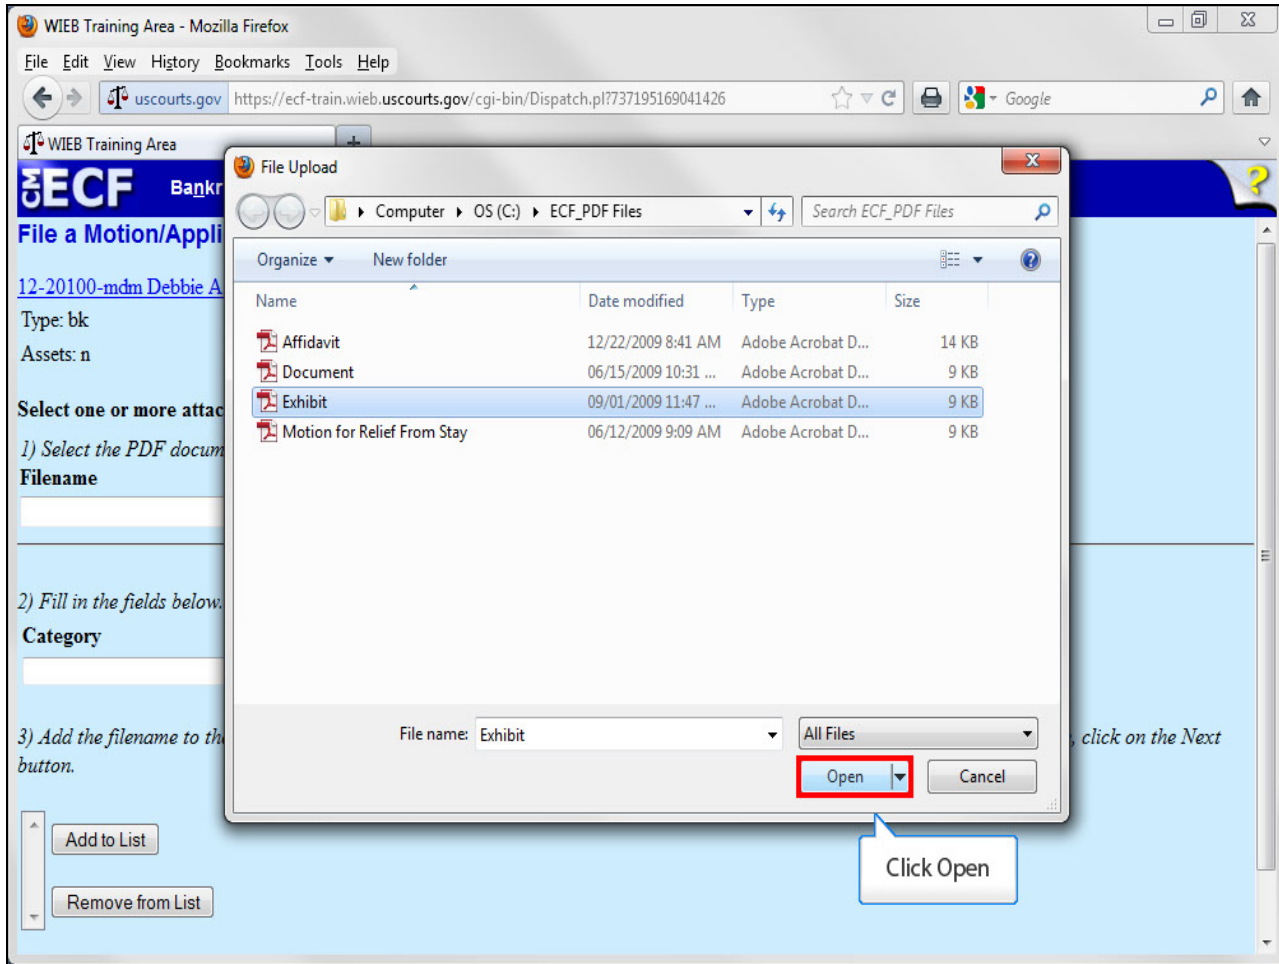 WIEB Training Area - Mozilla Firefox
File Edit View History Bookmarks Tools Help
uscourts.gov https://ecf-train.wieb.uscourts.gov/cgi-bin/Dispatch.pl?737195169041426 Google
WIEB Training Area
CM ECF Bankr
File a Motion/Appli
12-20100-mdm Debbie A
Type: bk
Assets: n
Select one or more attac
1) Select the PDF docum
Filename
2) Fill in the fields below.
Category
3) Add the filename to the
, click on the Next
button.
Add to List
Remove from List
File Upload
Computer OS (C:) ECF_PDF Files Search ECF_PDF Files
Organize New folder
Name Date modified Type Size
Affidavit 12/22/2009 8:41 AM Adobe Acrobat D... 14 KB
Document 06/15/2009 10:31 ... Adobe Acrobat D... 9 KB
Exhibit 09/01/2009 11:47 ... Adobe Acrobat D... 9 KB
Motion for Relief From Stay 06/12/2009 9:09 AM Adobe Acrobat D... 9 KB
File name: Exhibit All Files
Open Cancel
Click Open